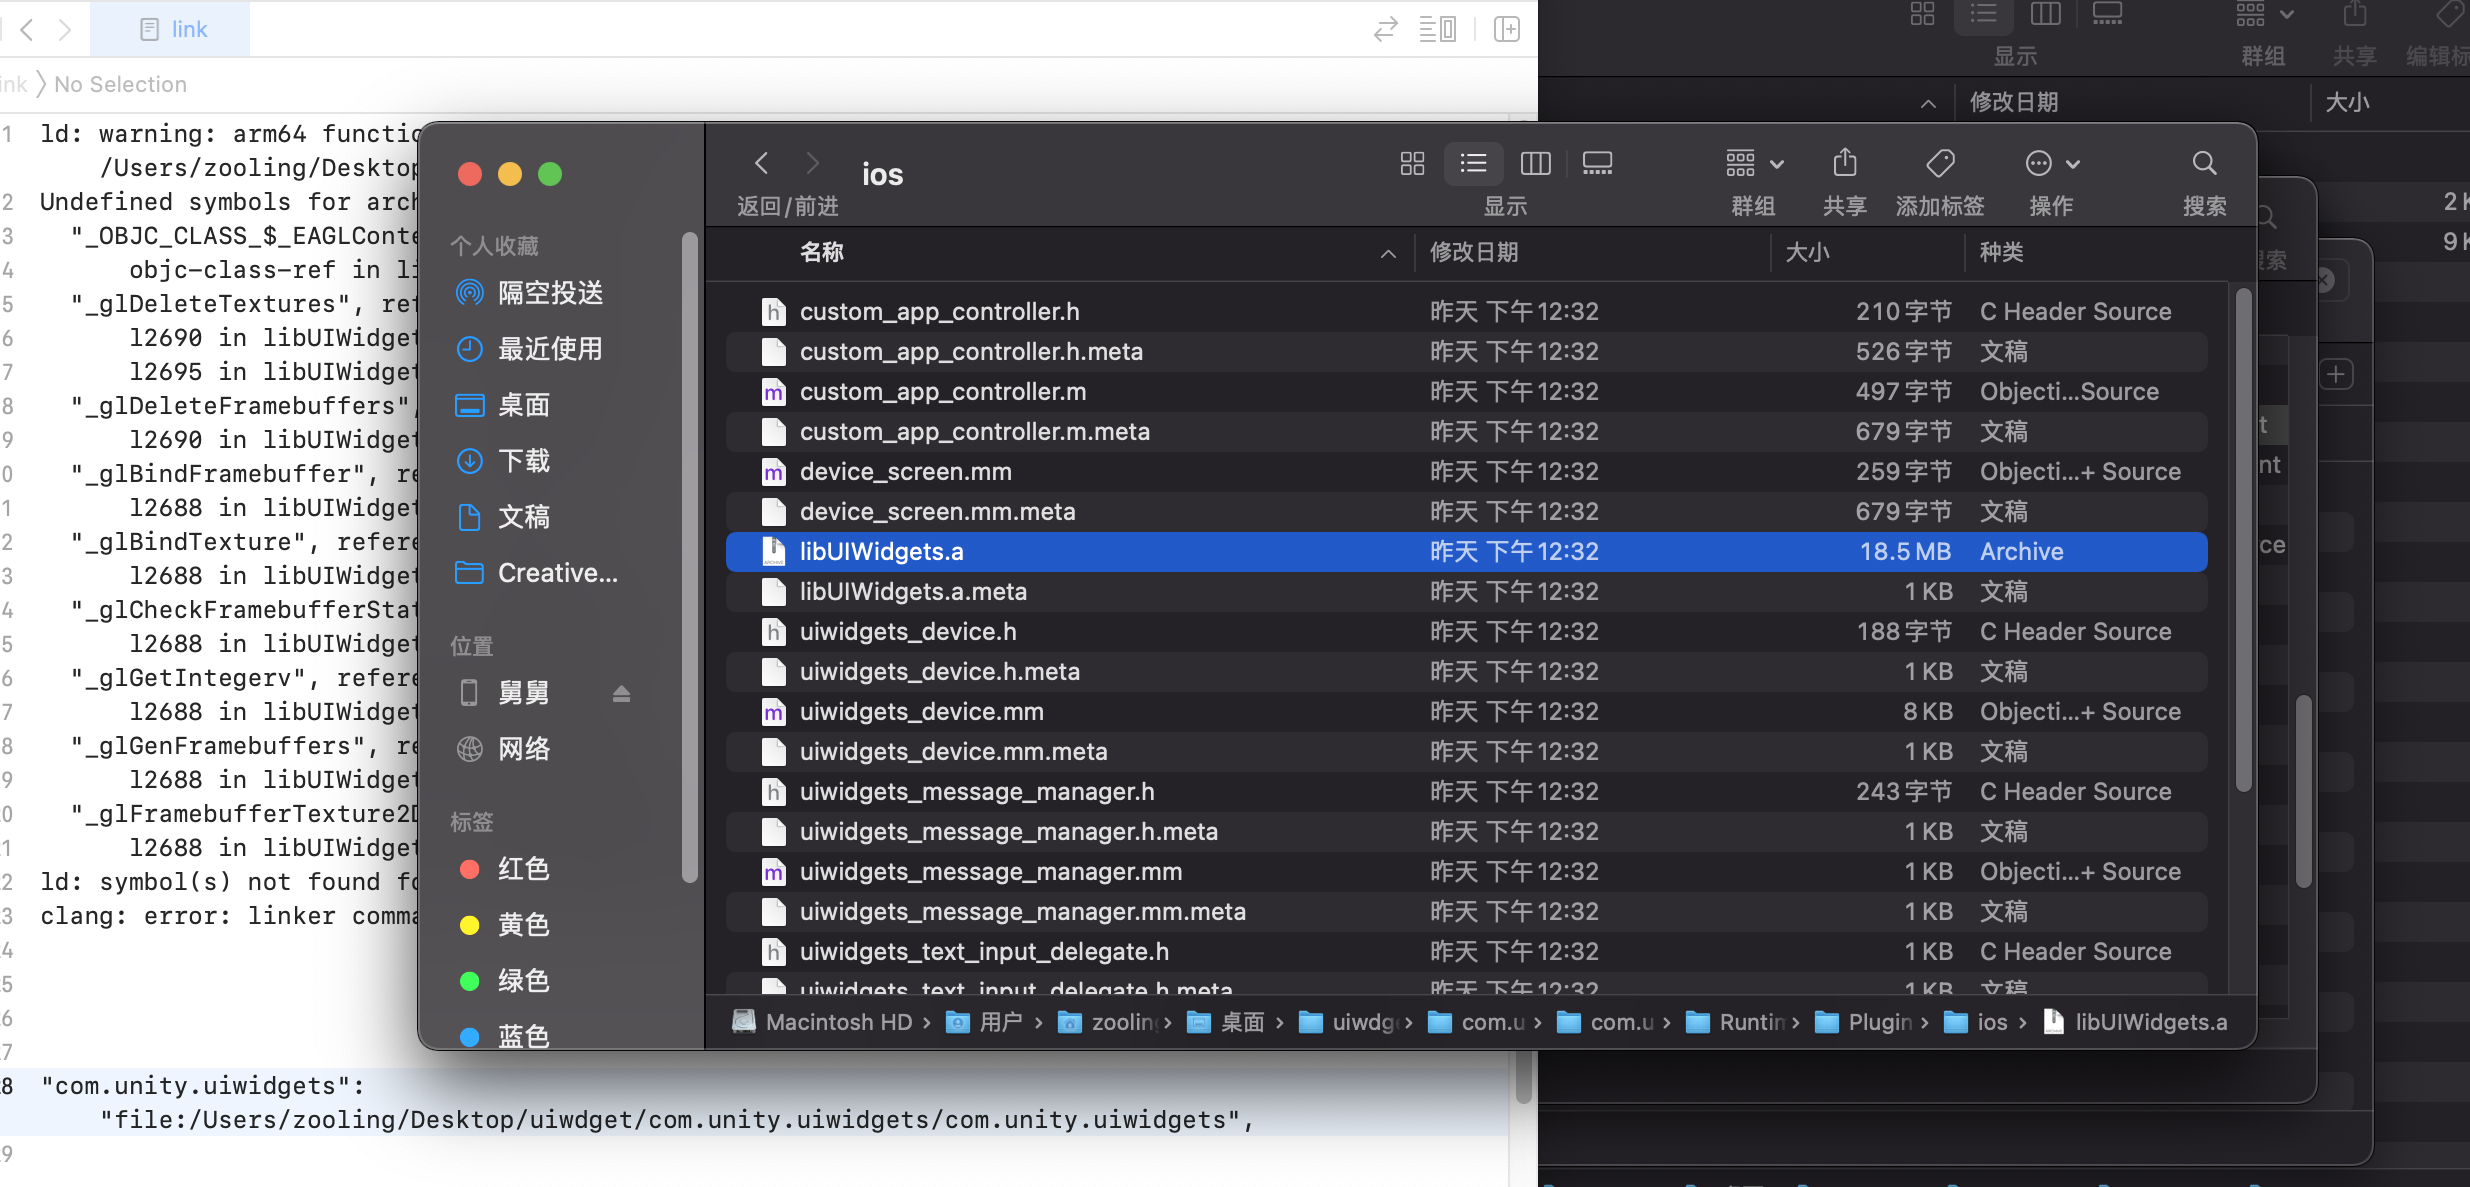 link
No Selection
1 ld: warning: arm64 functio
/Users/zooling/Desktop
2 Undefined symbols for arch
3 "_OBJC_CLASS_$_EAGLConte
4 objc-class-ref in li
5 "_glDeleteTextures", ref
6 l2690 in libUIWidget
7 l2695 in libUIWidget
8 "_glDeleteFramebuffers",
9 l2690 in libUIWidget
0 "_glBindFramebuffer", re
1 l2688 in libUIWidget
2 "_glBindTexture", refere
3 l2688 in libUIWidget
4 "_glCheckFramebufferStat
5 l2688 in libUIWidget
6 "_glGetIntegerv", refere
7 l2688 in libUIWidget
8 "_glGenFramebuffers", re
9 l2688 in libUIWidget
20 "_glFramebufferTexture2D
21 l2688 in libUIWidget
22 ld: symbol(s) not found fo
23 clang: error: linker comma
24
25
26
27
28 "com.unity.uiwidgets":
"file:/Users/zooling/Desktop/uiwdget/com.unity.uiwidgets/com.unity.uiwidgets",
29
显示
群组
共享
编辑标
修改日期
大小
2 K
9 K
搜索
t
nt
ce
返回/前进
ios
显示
群组
共享
添加标签
操作
搜索
个人收藏
隔空投送
最近使用
桌面
下载
文稿
Creative...
位置
舅舅
网络
标签
红色
黄色
绿色
蓝色
名称 修改日期 大小 种类
custom_app_controller.h 昨天 下午12:32 210 字节 C Header Source
custom_app_controller.h.meta 昨天 下午12:32 526 字节 文稿
custom_app_controller.m 昨天 下午12:32 497 字节 Objecti...Source
custom_app_controller.m.meta 昨天 下午12:32 679 字节 文稿
device_screen.mm 昨天 下午12:32 259 字节 Objecti...+ Source
device_screen.mm.meta 昨天 下午12:32 679 字节 文稿
libUIWidgets.a 昨天 下午12:32 18.5 MB Archive
libUIWidgets.a.meta 昨天 下午12:32 1 KB 文稿
uiwidgets_device.h 昨天 下午12:32 188 字节 C Header Source
uiwidgets_device.h.meta 昨天 下午12:32 1 KB 文稿
uiwidgets_device.mm 昨天 下午12:32 8 KB Objecti...+ Source
uiwidgets_device.mm.meta 昨天 下午12:32 1 KB 文稿
uiwidgets_message_manager.h 昨天 下午12:32 243 字节 C Header Source
uiwidgets_message_manager.h.meta 昨天 下午12:32 1 KB 文稿
uiwidgets_message_manager.mm 昨天 下午12:32 1 KB Objecti...+ Source
uiwidgets_message_manager.mm.meta 昨天 下午12:32 1 KB 文稿
uiwidgets_text_input_delegate.h 昨天 下午12:32 1 KB C Header Source
uiwidgets_text_input_delegate.h.meta 昨天 下午12:32 1 KB 文稿
Macintosh HD › 用户 › zooling › 桌面 › uiwdg › com.u › com.u › Runtin › Plugin › ios › libUIWidgets.a